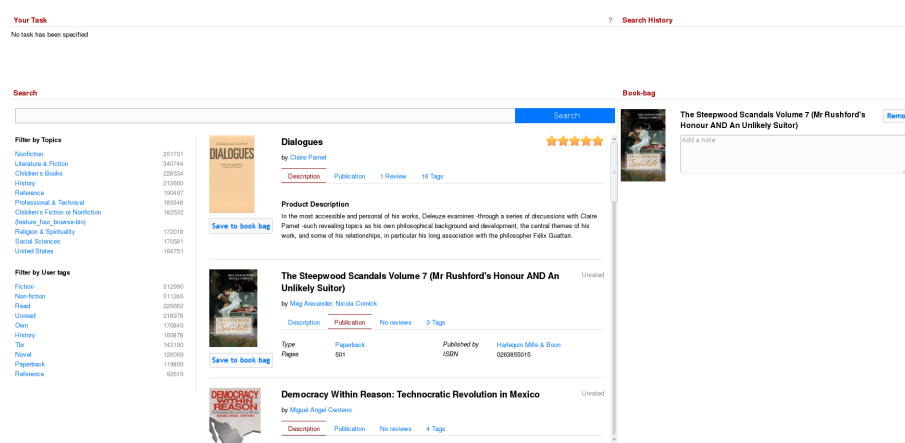 Your Task
?
Search History
No task has been specified
Search
Book-bag
Search
Filter by Topics
Nonfiction 351701
Literature & Fiction 340744
Children's Books 228534
History 213660
Reference 199497
Professional & Technical 189348
Children's Fiction or Nonfiction 182532
(feature_four_browse-bin)
Religion & Spirituality 172018
Social Sciences 170581
United States 164751
Filter by User tags
Fiction 312990
Non-fiction 311246
Read 225682
Unread 218978
Own 176849
History 160878
Tbr 143190
Novel 126069
Paperback 119809
Reference 92616
DIALOGUES
Save to book bag
Dialogues
by Claire Parnet
Description Publication 1 Review 16 Tags
Product Description
In the most accessible and personal of his works, Deleuze examines -through a series of discussions with Claire
Parnet -such revealing topics as his own philosophical background and development, the central themes of his
work, and some of his relationships, in particular his long association with the philosopher Félix Guattari.
Scandals
Save to book bag
The Steepwood Scandals Volume 7 (Mr Rushford's Honour AND An
Unlikely Suitor)
Unrated
by Meg Alexander; Nicola Cornick
Description Publication No reviews 3 Tags
Type Paperback Published by Harlequin Mills & Boon
Pages 501 ISBN 0263855015
DEMOCRACY
WITHIN
REASON
Democracy Within Reason: Technocratic Revolution in Mexico
Unrated
by Miguel Angel Centeno
Description Publication No reviews 4 Tags
Scandals
The Steepwood Scandals Volume 7 (Mr Rushford's
Honour AND An Unlikely Suitor)
Remo
Add a note